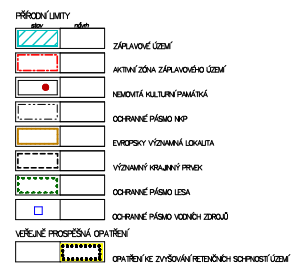 PŘÍRODNÍ LIMITY
stav návrh
ZÁPLAVOVÉ ÚZEMÍ
AKTIVNÍ ZÓNA ZÁPLAVOVÉHO ÚZEMÍ
NEMOVITÁ KULTURNÍ PAMÁTKA
OCHRANNÉ PÁSMO NKP
EVROPSKY VÝZNAMNÁ LOKALITA
VÝZNAMNÝ KRAJINNÝ PRVEK
OCHRANNÉ PÁSMO LESA
OCHRANNÉ PÁSMO VODNÍCH ZDROJŮ
VEŘEJNĚ PROSPĚŠNÁ OPATŘENÍ
OPATŘENÍ KE ZVYŠOVÁNÍ RETENČNÍCH SCHPNOSTÍ ÚZEMÍ